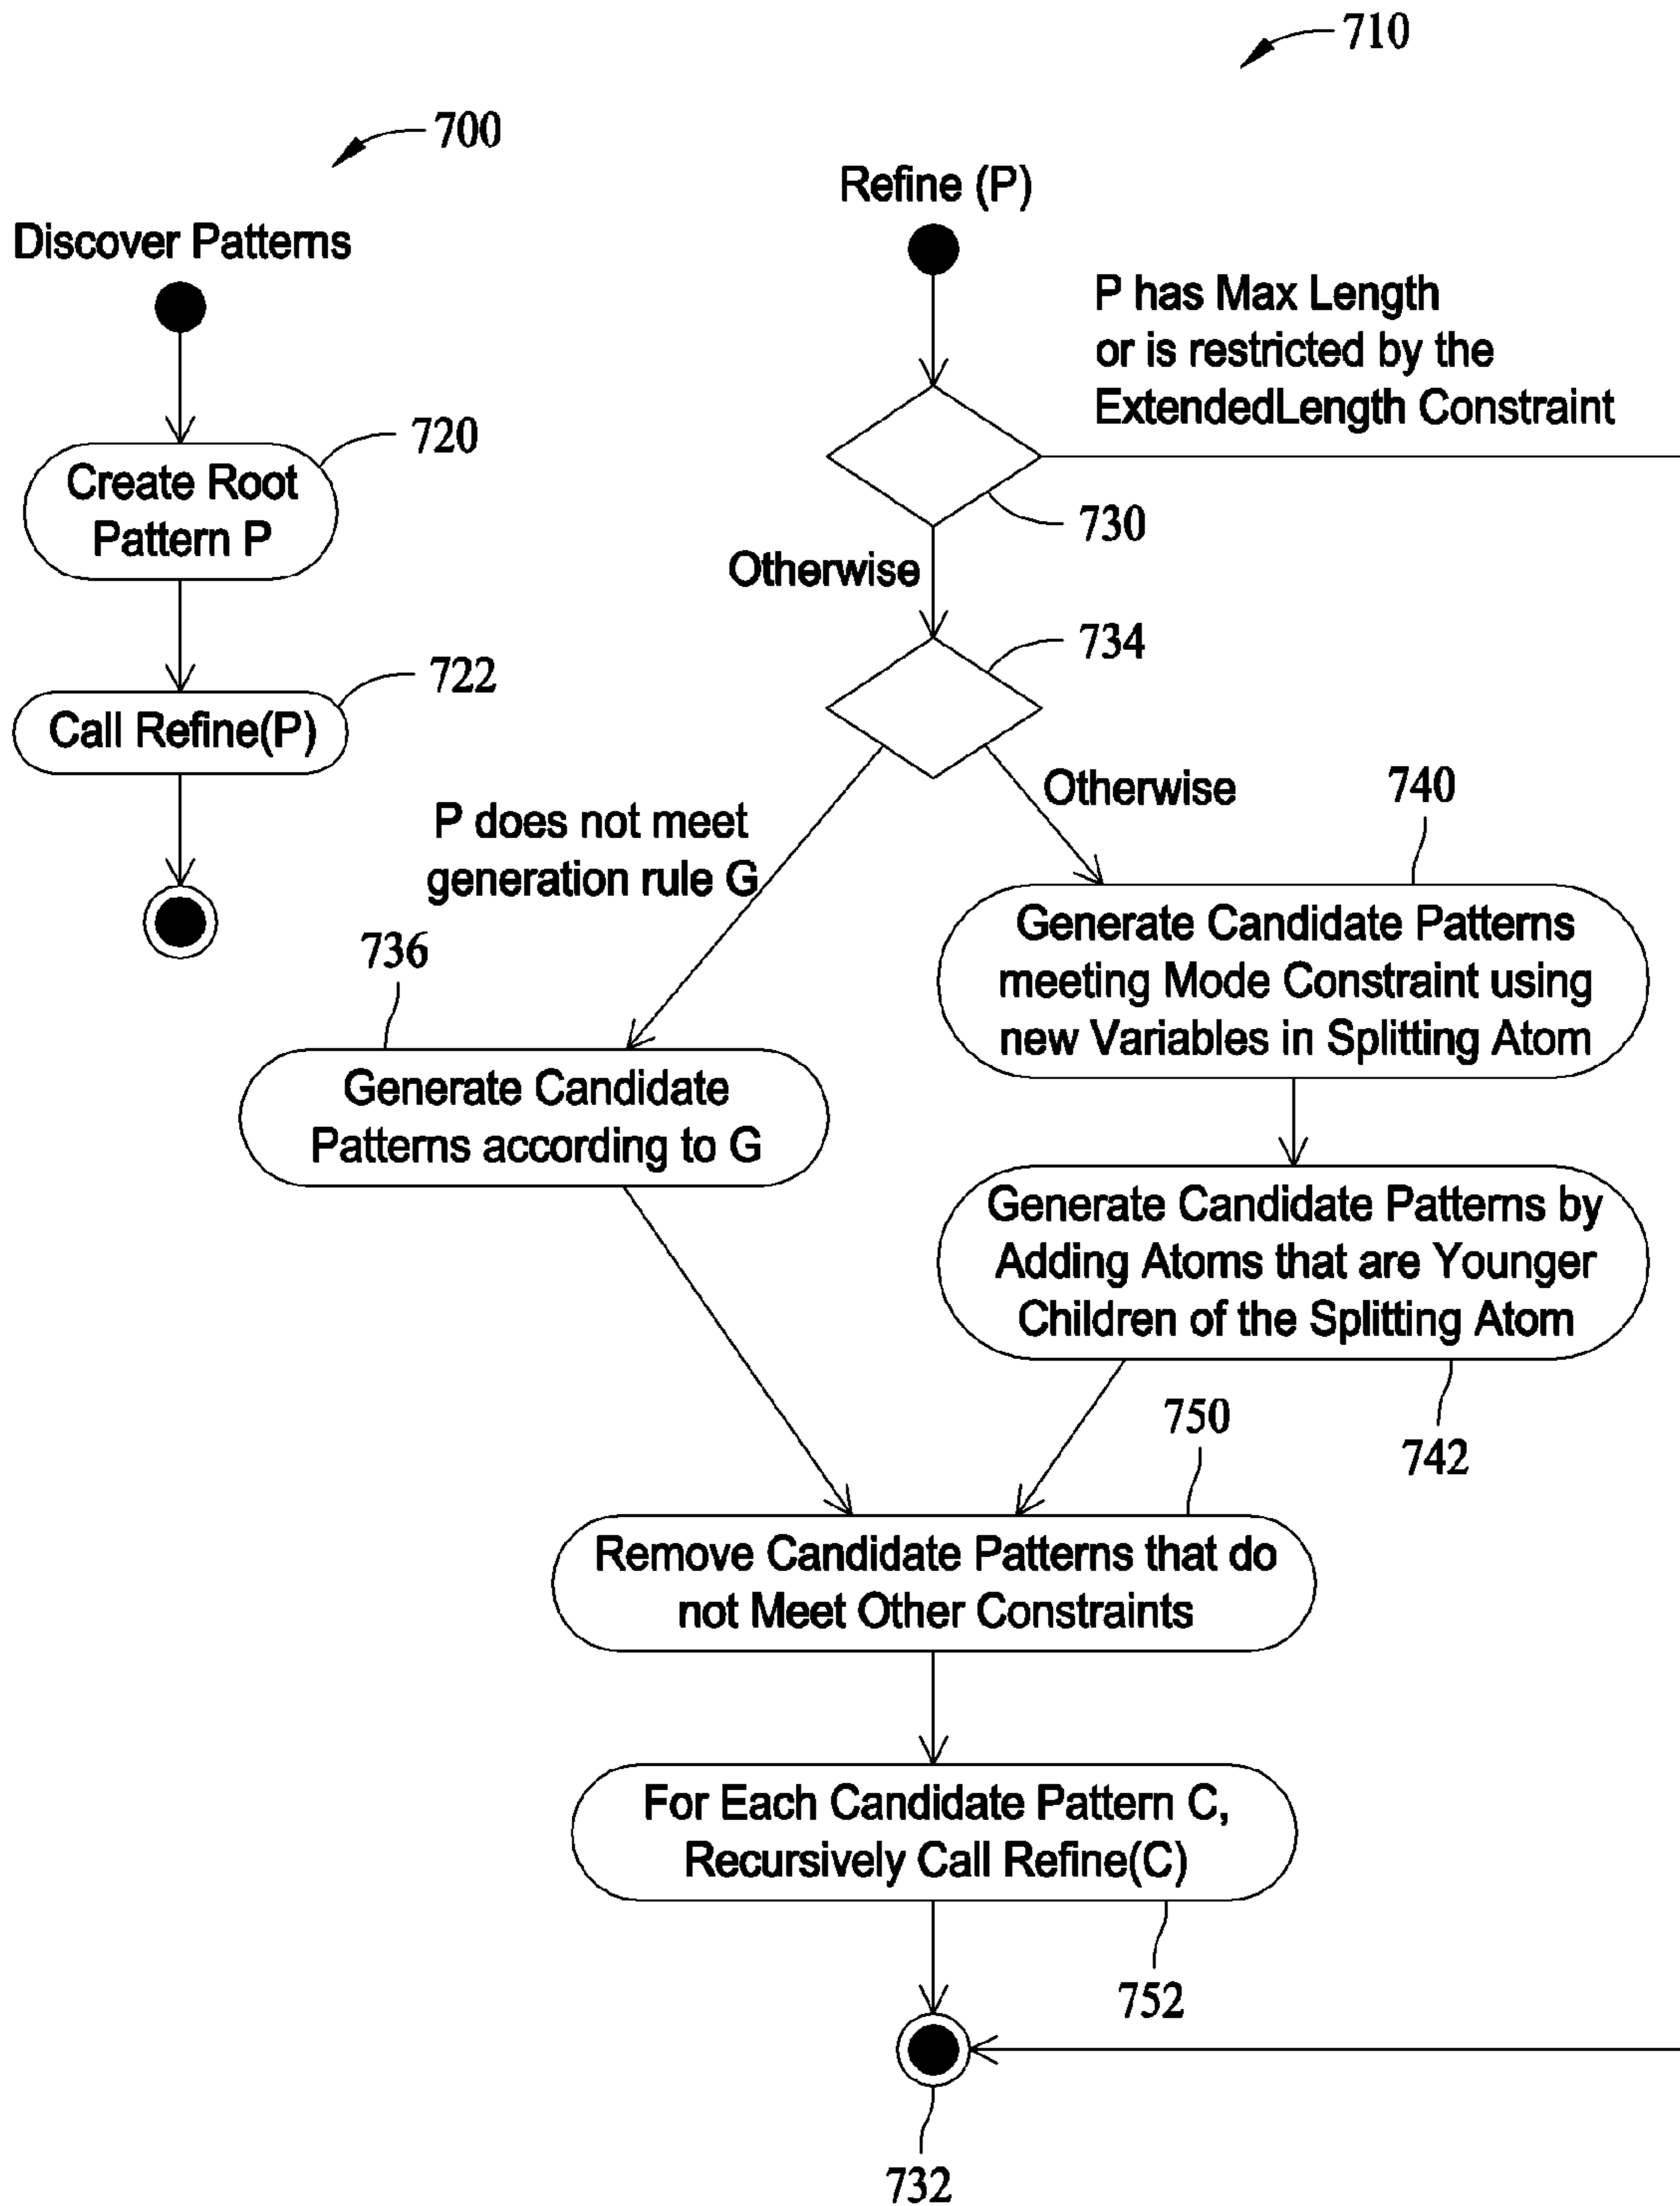 710
700
Discover Patterns
720
Create Root
Pattern P
722
Call Refine(P)
Refine (P)
P has Max Length
or is restricted by the
ExtendedLength Constraint
730
Otherwise
734
P does not meet
generation rule G
Otherwise
740
736
Generate Candidate
Patterns according to G
Generate Candidate Patterns
meeting Mode Constraint using
new Variables in Splitting Atom
Generate Candidate Patterns by
Adding Atoms that are Younger
Children of the Splitting Atom
742
750
Remove Candidate Patterns that do
not Meet Other Constraints
For Each Candidate Pattern C,
Recursively Call Refine(C)
752
732